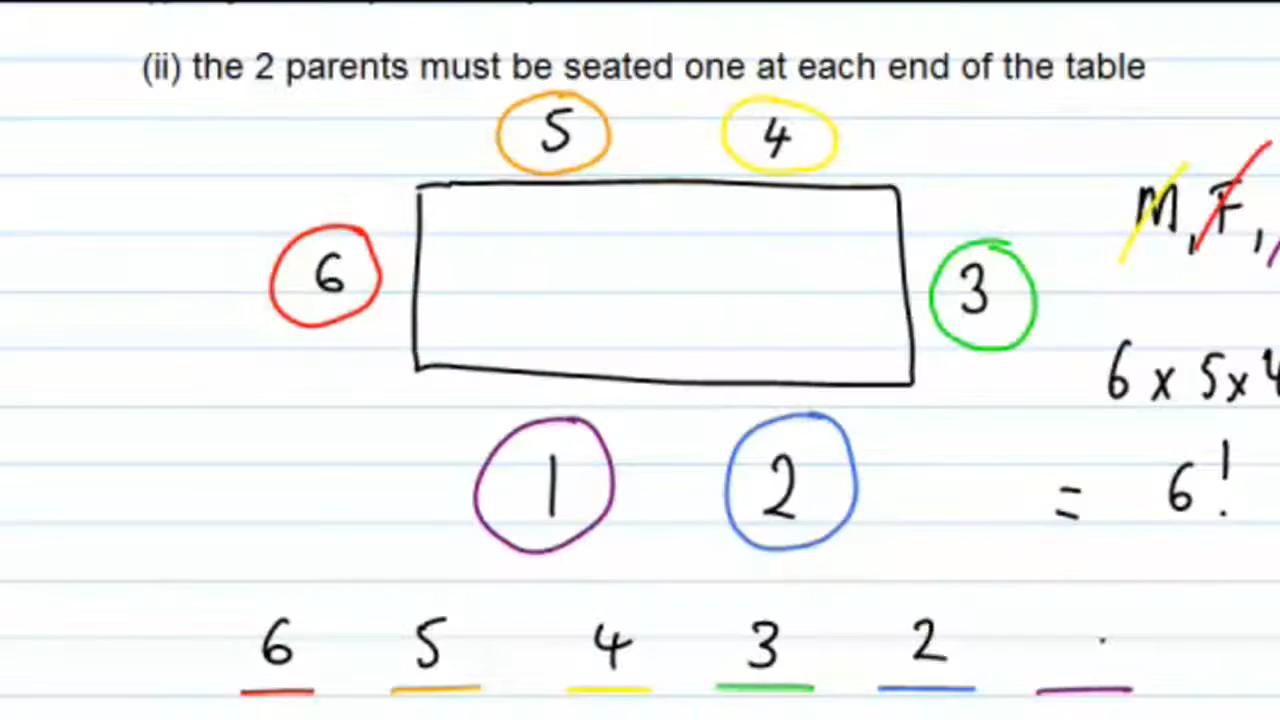 (ii) the 2 parents must be seated one at each end of the table
5 4
M, F,
6 3
6 x 5 x 4
1 2
= 6!
6 5 4 3 2